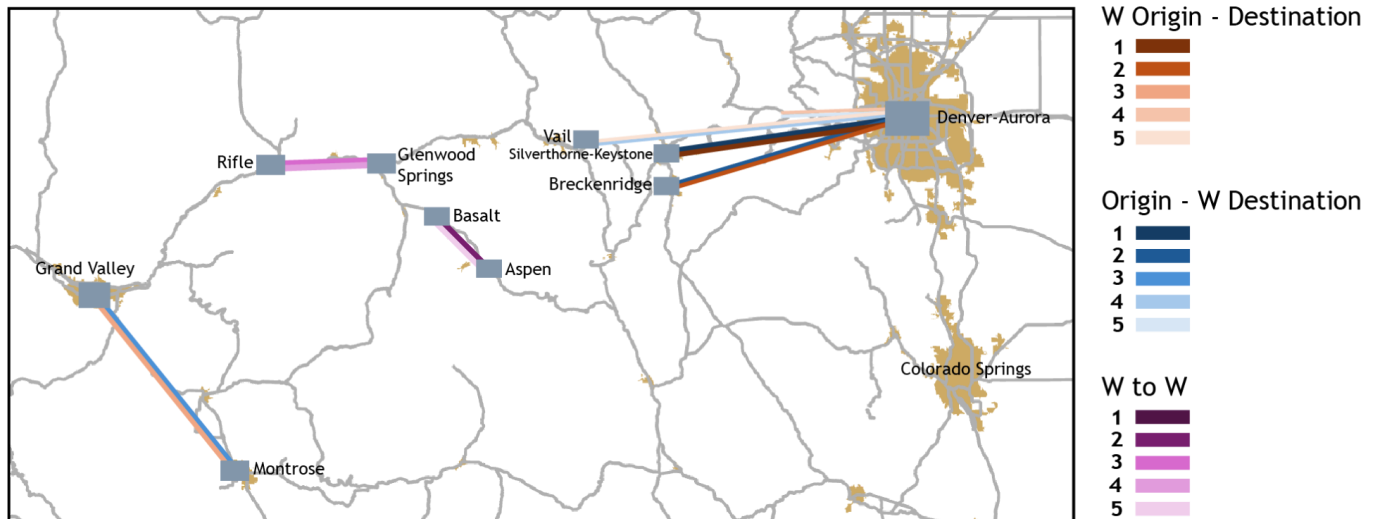 Denver-Aurora
Vail
Silverthorne-Keystone
Rifle
Glenwood
Springs
Breckenridge
Basalt
Grand Valley
Aspen
Colorado Springs
Montrose
W Origin - Destination
1
2
3
4
5
Origin - W Destination
1
2
3
4
5
W to W
1
2
3
4
5